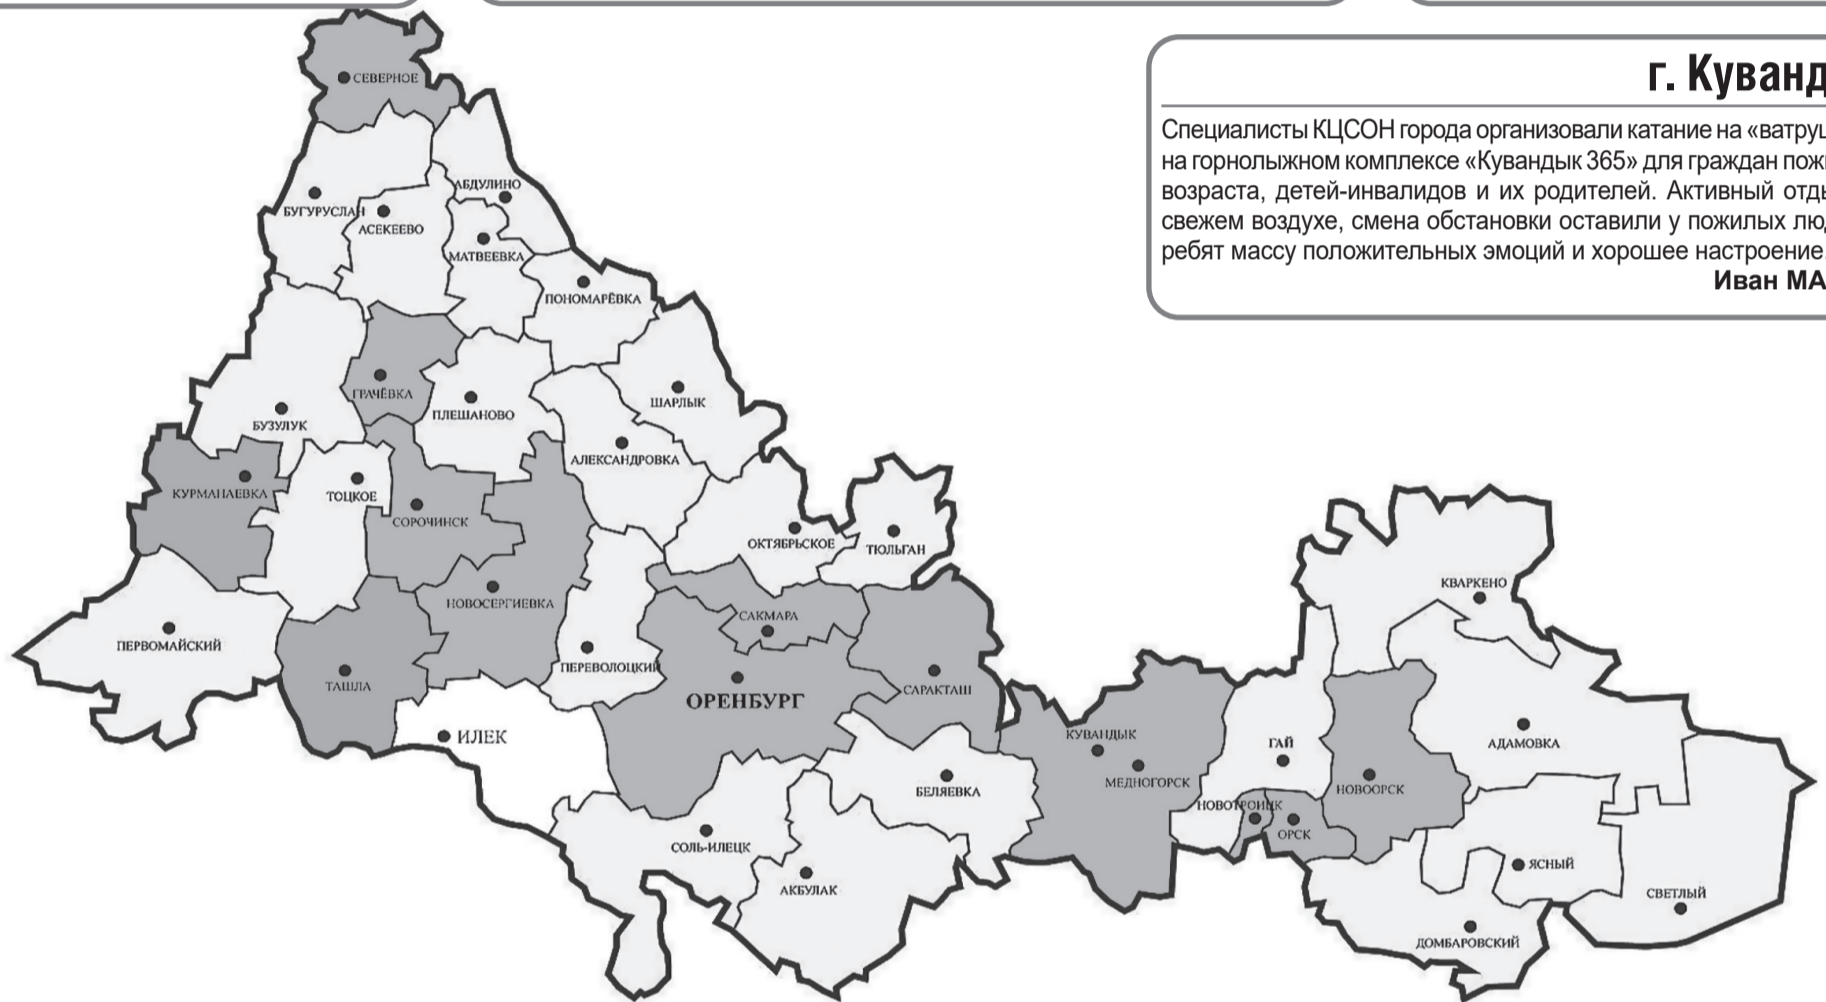 г. Куванд
Специалисты КЦСОН города организовали катание на «ватру
на горнолыжном комплексе «Кувандык 365» для граждан пож
возраста, детей-инвалидов и их родителей. Активный отд
свежем воздухе, смена обстановки оставили у пожилых лю
ребят массу положительных эмоций и хорошее настроение.
Иван МА
СЕВЕРНОЕ
АБДУЛИНО
БУГУРУСЛАН
АСЕКЕЕВО
МАТВЕЕВКА
ПОНОМАРЁВКА
ГРАЧЁВКА
ШАРЛЫК
ПЛЕШАНОВО
БУЗУЛУК
АЛЕКСАНДРОВКА
КУРМАНАЕВКА
ТОЦКОЕ
СОРОЧИНСК
ОКТЯБРЬСКОЕ
ТЮЛЬГАН
КВАРКЕНО
НОВОСЕРГИЕВКА
САКМАРА
ПЕРВОМАЙСКИЙ
ПЕРЕВОЛОЦКИЙ
ТАШЛА
САРАКТАШ
ОРЕНБУРГ
ИЛЕК
КУВАНДЫК
ГАЙ
АДАМОВКА
МЕДНОГОРСК
НОВООРСК
БЕЛЯЕВКА
НОВОТРОИЦК
ОРСК
СОЛЬ-ИЛЕЦК
ЯСНЫЙ
АКБУЛАК
СВЕТЛЫЙ
ДОМБАРОВСКИЙ